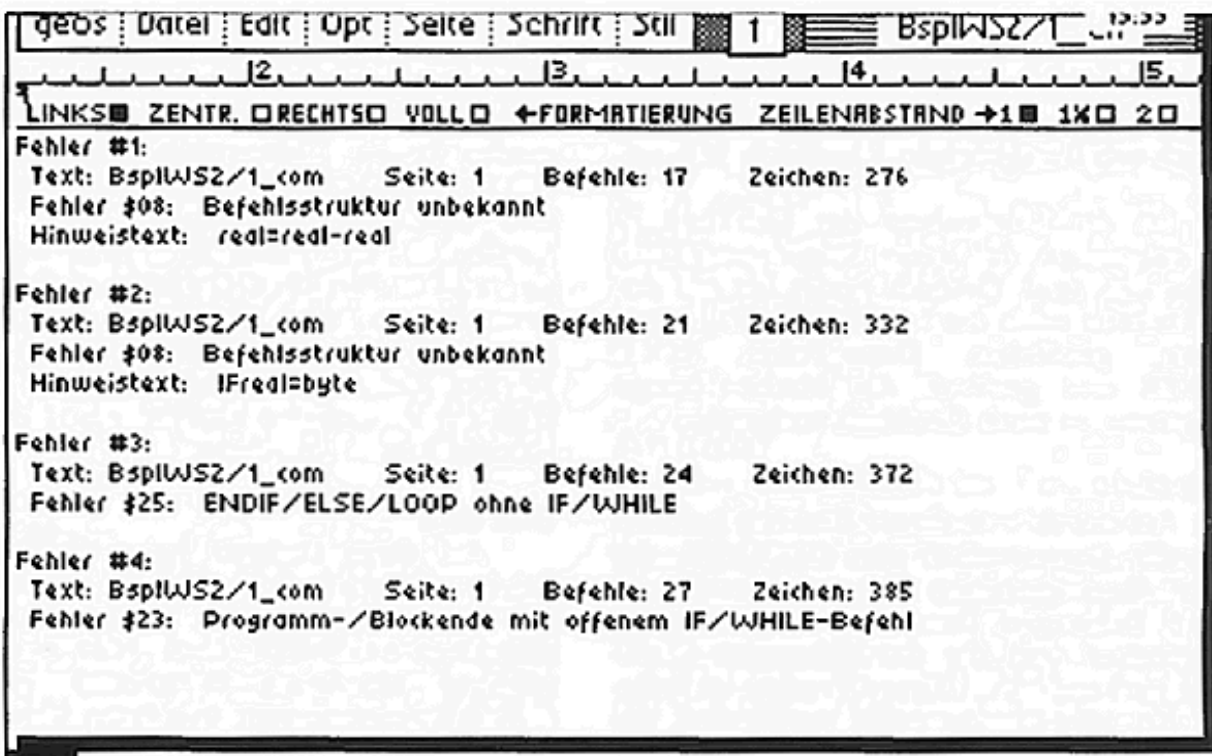 geos Datei Edit Opt Seite Schrift Stil 1 BsplWS2/1_
2 3 4 5
LINKS ZENTR. RECHTS VOLL ←FORMATIERUNG ZEILENABSTAND →1 1½ 2
Fehler #1:
Text: BsplWS2/1_com Seite: 1 Befehle: 17 Zeichen: 276
Fehler $08: Befehlsstruktur unbekannt
Hinweistext: real=real-real
Fehler #2:
Text: BsplWS2/1_com Seite: 1 Befehle: 21 Zeichen: 332
Fehler $08: Befehlsstruktur unbekannt
Hinweistext: IFreal=byte
Fehler #3:
Text: BsplWS2/1_com Seite: 1 Befehle: 24 Zeichen: 372
Fehler $25: ENDIF/ELSE/LOOP ohne IF/WHILE
Fehler #4:
Text: BsplWS2/1_com Seite: 1 Befehle: 27 Zeichen: 385
Fehler $23: Programm-/Blockende mit offenem IF/WHILE-Befehl